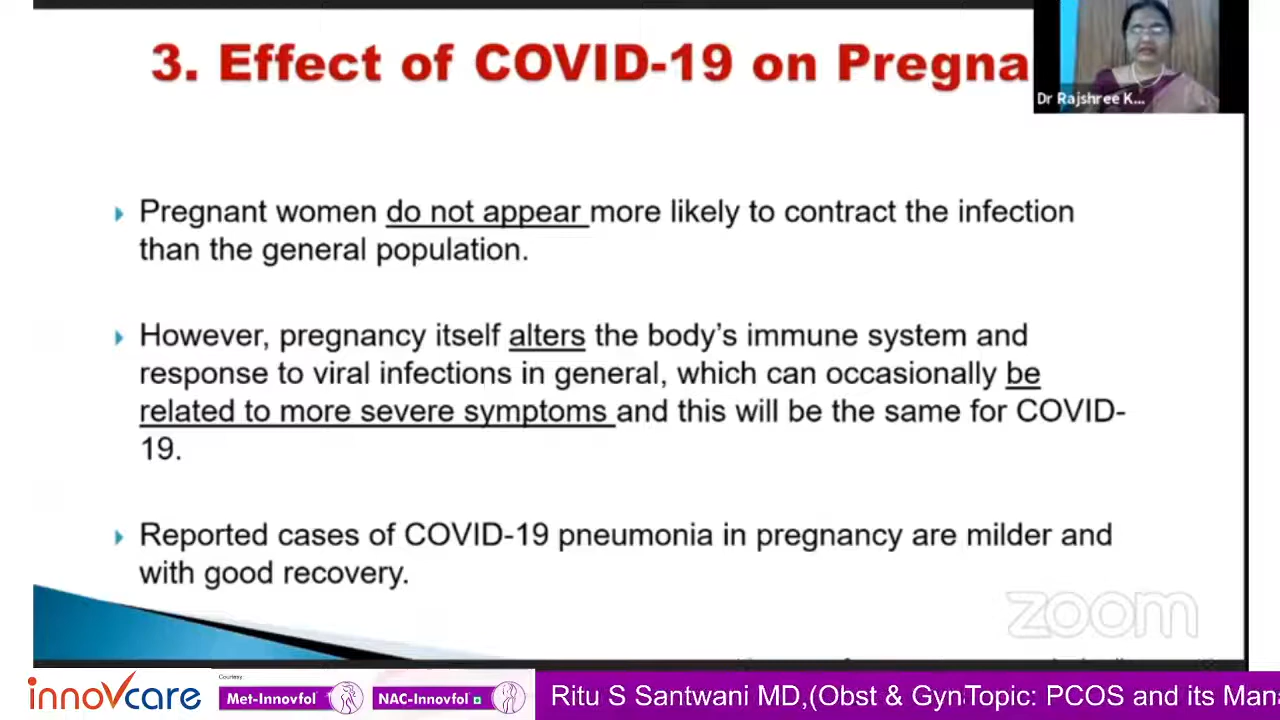 3. Effect of COVID-19 on Pregna
Dr Rajshree K...
Pregnant women do not appear more likely to contract the infection
than the general population.
However, pregnancy itself alters the body's immune system and
response to viral infections in general, which can occasionally be
related to more severe symptoms and this will be the same for COVID-
19.
Reported cases of COVID-19 pneumonia in pregnancy are milder and
with good recovery.
zoom
innovcare
Courtesy
Met-Innovfol
NAC-Innovfol
Ritu S Santwani MD,(Obst & Gyn
Topic: PCOS and its Man